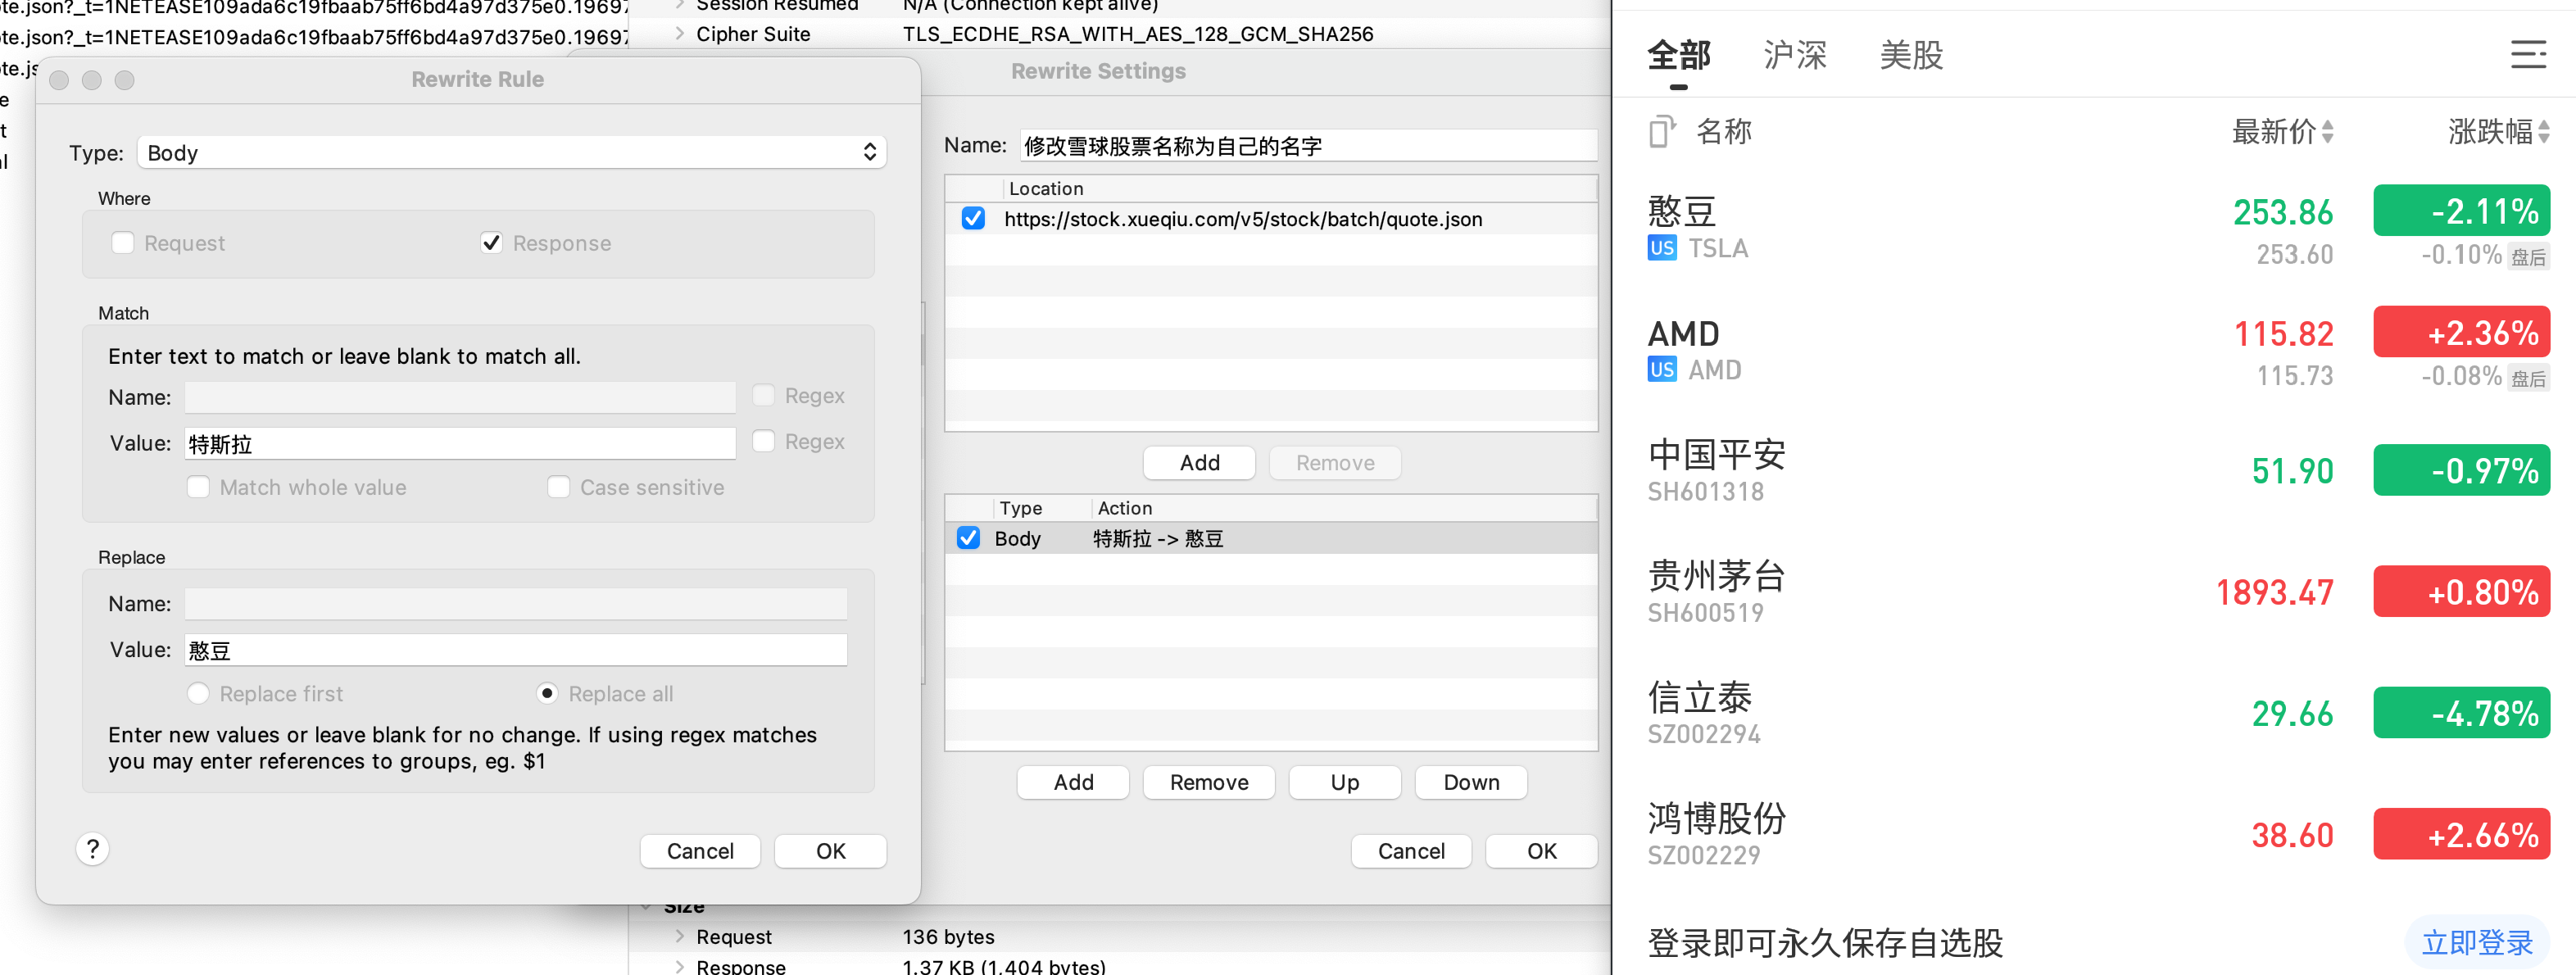 ote.json?_t=1NETEASE109ada6c19fbaab75ff6bd4a97d375e0.19697
ote.json?_t=1NETEASE109ada6c19fbaab75ff6bd4a97d375e0.19697
ote.js
e
t
al
Session Resumed N/A (Connection kept alive)
Cipher Suite TLS_ECDHE_RSA_WITH_AES_128_GCM_SHA256
Rewrite Rule
Type: Body
Where
Request Response
Match
Enter text to match or leave blank to match all.
Name: Regex
Value: 特斯拉 Regex
Match whole value Case sensitive
Replace
Name:
Value: 憨豆
Replace first Replace all
Enter new values or leave blank for no change. If using regex matches
you may enter references to groups, eg. $1
? Cancel OK
Rewrite Settings
Name: 修改雪球股票名称为自己的名字
Location
https://stock.xueqiu.com/v5/stock/batch/quote.json
Add Remove
Type Action
Body 特斯拉 -> 憨豆
Add Remove Up Down
Cancel OK
Size
Request 136 bytes
Response 1.37 KB (1,404 bytes)
全部 沪深 美股
名称 最新价 涨跌幅
憨豆 253.86 -2.11%
US TSLA 253.60 -0.10% 盘后
AMD 115.82 +2.36%
US AMD 115.73 -0.08% 盘后
中国平安 51.90 -0.97%
SH601318
贵州茅台 1893.47 +0.80%
SH600519
信立泰 29.66 -4.78%
SZ002294
鸿博股份 38.60 +2.66%
SZ002229
登录即可永久保存自选股 立即登录